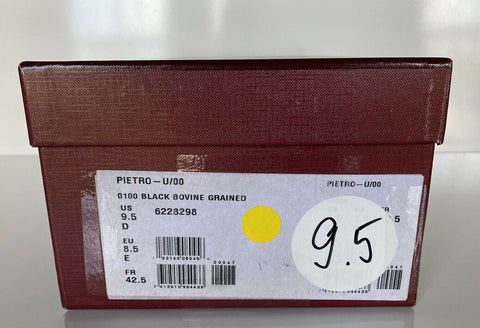 PIETRO-U/00
PIETRO-U/00
0100 BLACK BOVINE GRAINED
US
9.5
D
6228298
EU
8.5
E
FR
42.5
00047
9.5